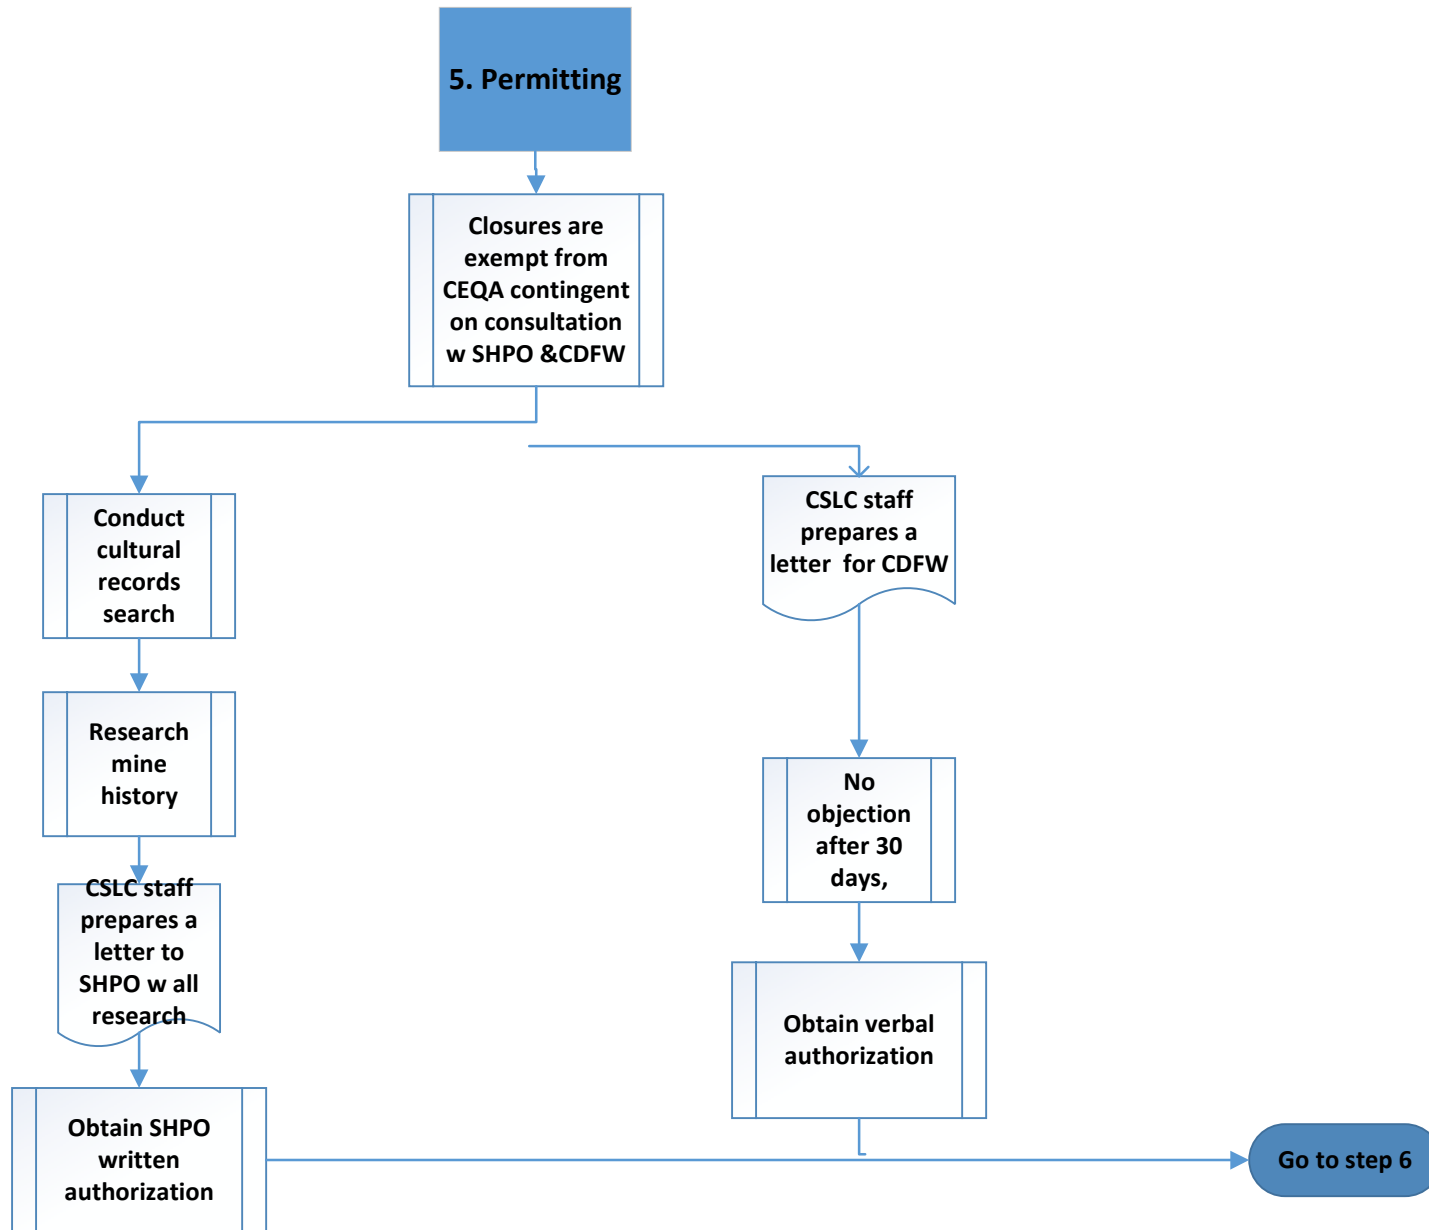 5. Permitting
Closures are
exempt from
CEQA contingent
on consultation
w SHPO &CDFW
Conduct
cultural
records
search
Research
mine
history
CSLC staff
prepares a
letter to
SHPO w all
research
Obtain SHPO
written
authorization
CSLC staff
prepares a
letter  for CDFW
No
objection
after 30
days,
Obtain verbal
authorization
Go to step 6